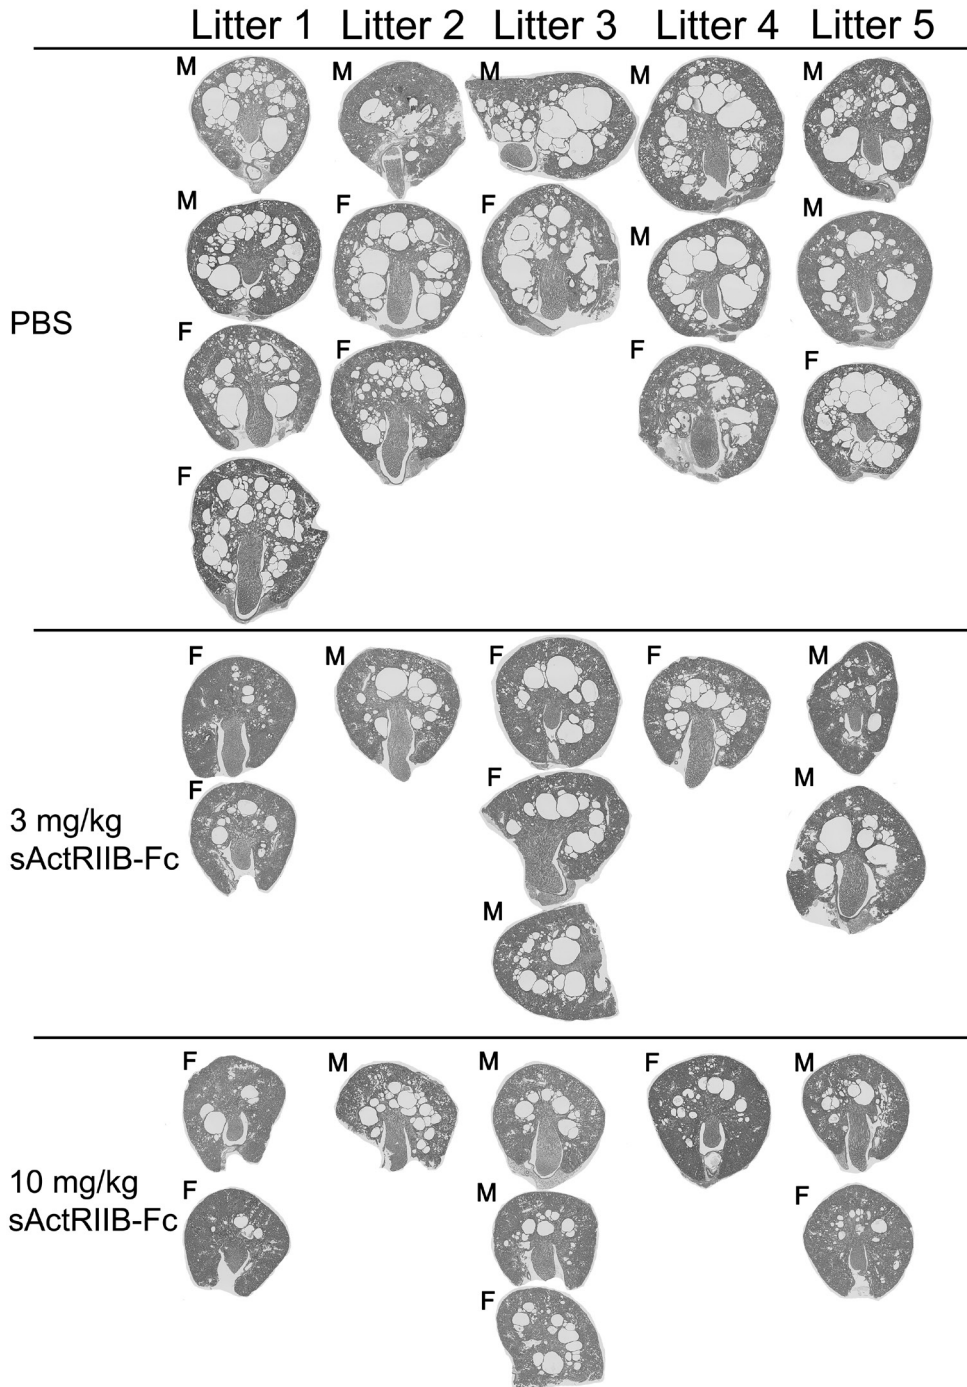 Litter 1 Litter 2 Litter 3 Litter 4 Litter 5
M M M M M
M F F M M
PBS
F F F F
F
F M F F M
F F M
3 mg/kg
sActRIIB-Fc
M
F M M F M
10 mg/kg
sActRIIB-Fc
F M F
F